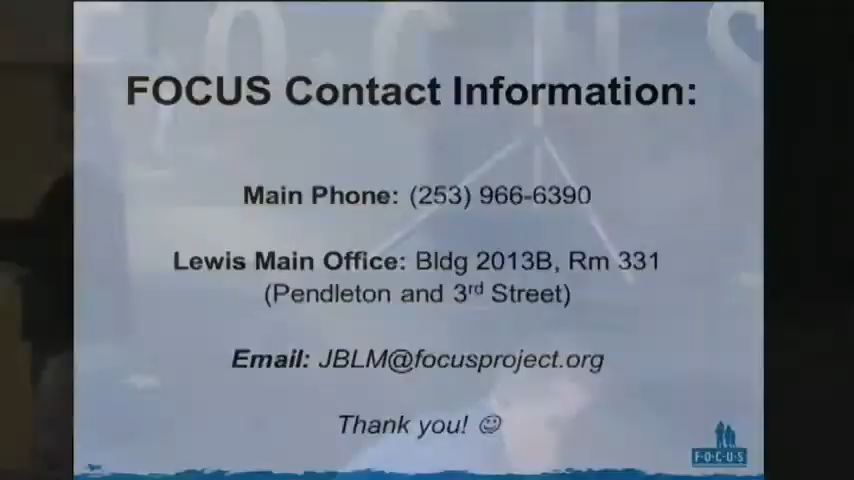 FOCUS
FOCUS Contact Information:
Main Phone: (253) 966-6390
Lewis Main Office: Bldg 2013B, Rm 331
(Pendleton and 3rd Street)
Email: JBLM@focusproject.org
Thank you! ☺
F·O·C·U·S